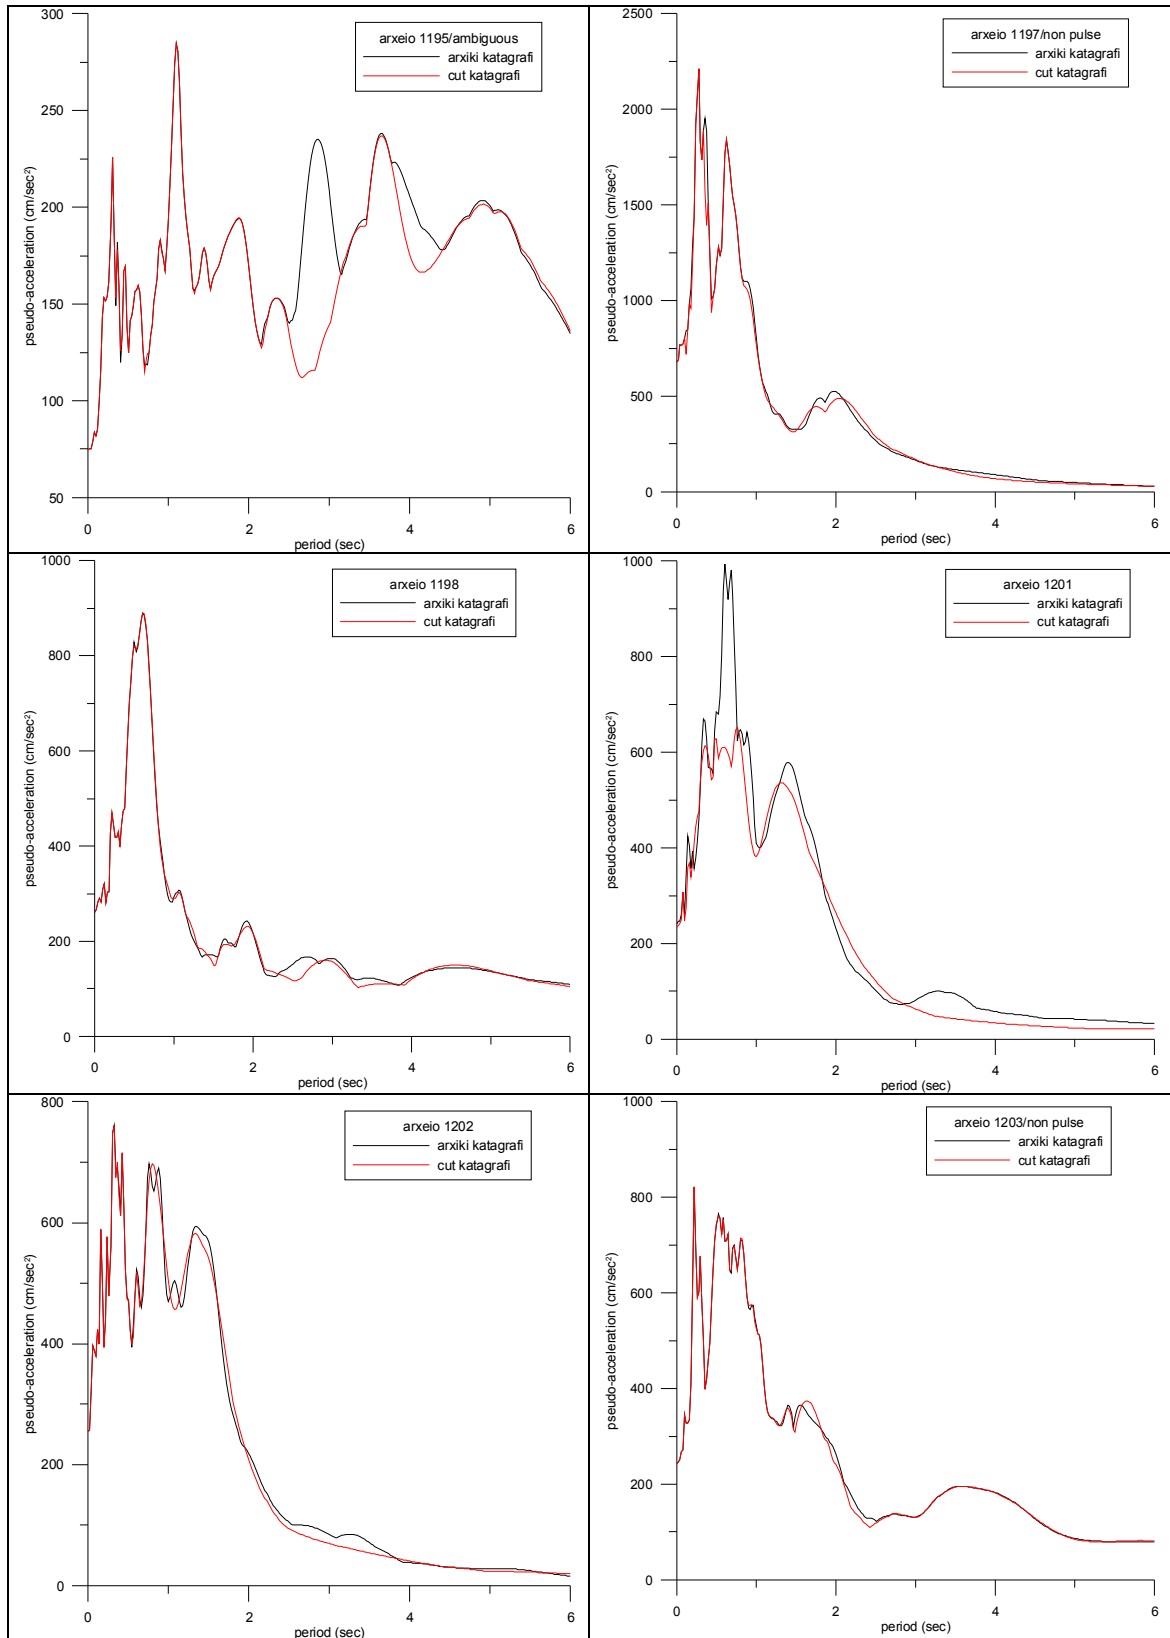 arxeio 1195/ambiguous
arxiki katagrafi
cut katagrafi
pseudo-acceleration (cm/sec²)
300
250
200
150
100
50
0 2 4 6
period (sec)
arxeio 1197/non pulse
arxiki katagrafi
cut katagrafi
pseudo-acceleration (cm/sec²)
2500
2000
1500
1000
500
0
0 2 4 6
period (sec)
arxeio 1198
arxiki katagrafi
cut katagrafi
pseudo-acceleration (cm/sec²)
1000
800
600
400
200
0
0 2 4 6
period (sec)
arxeio 1201
arxiki katagrafi
cut katagrafi
pseudo-acceleration (cm/sec²)
1000
800
600
400
200
0
0 2 4 6
period (sec)
arxeio 1202
arxiki katagrafi
cut katagrafi
pseudo-acceleration (cm/sec²)
800
600
400
200
0
0 2 4 6
period (sec)
arxeio 1203/non pulse
arxiki katagrafi
cut katagrafi
pseudo-acceleration (cm/sec²)
1000
800
600
400
200
0
0 2 4 6
period (sec)